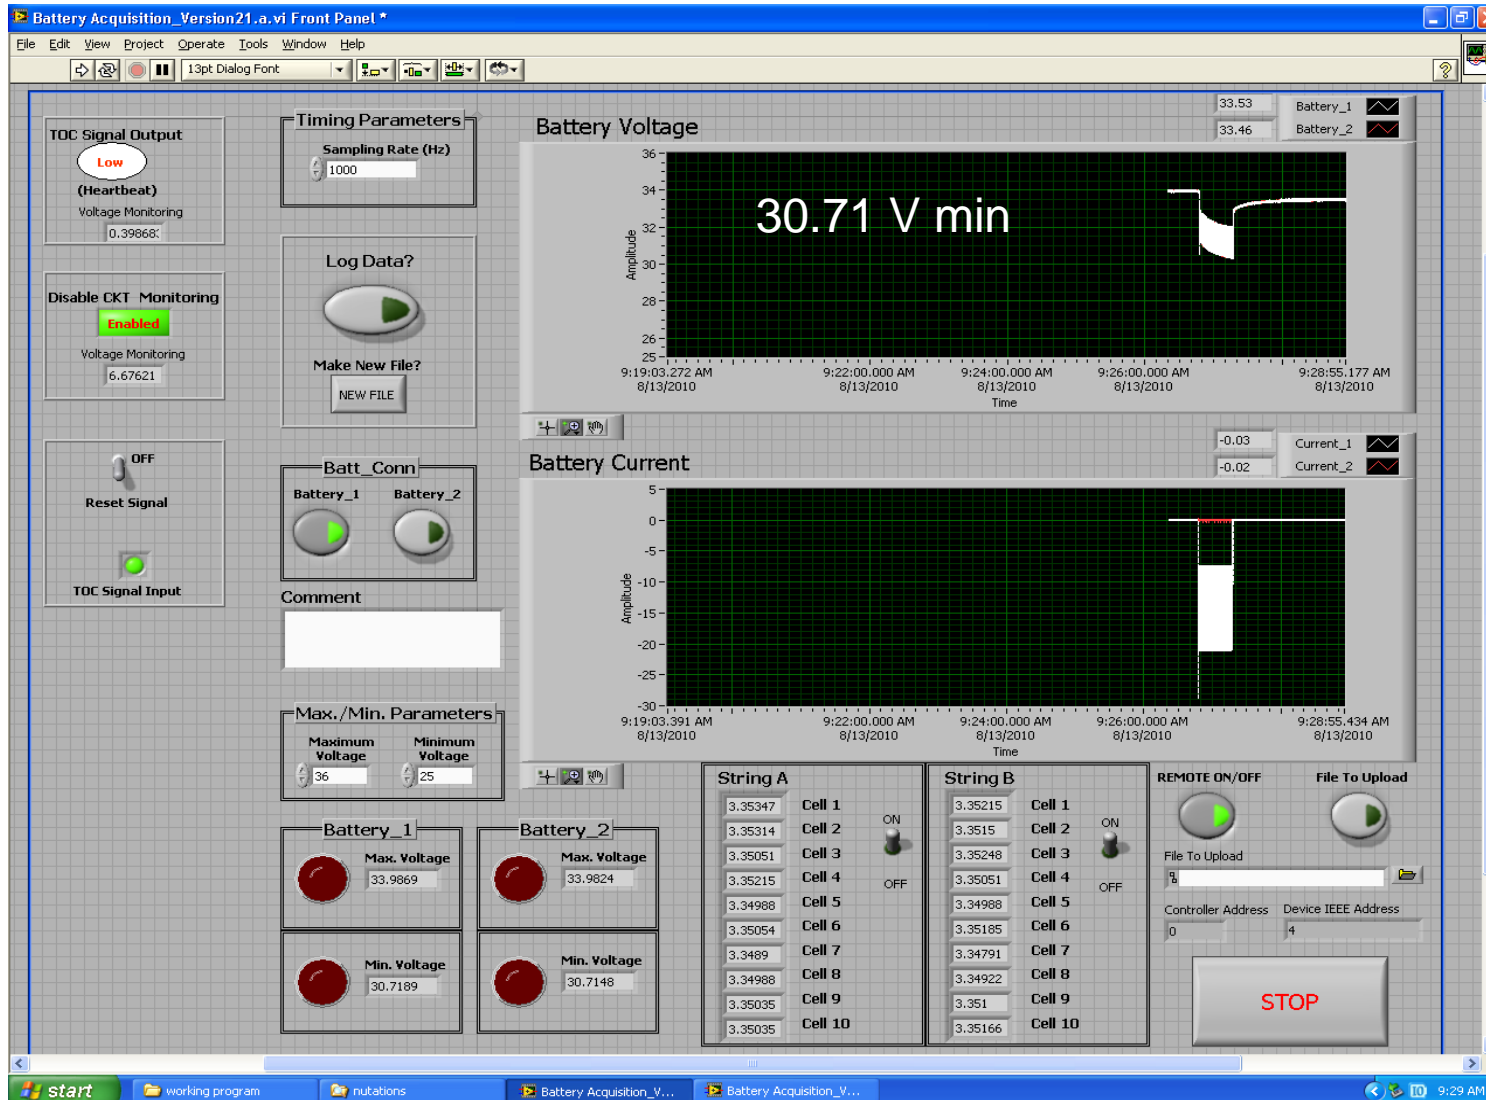 Battery Acquisition_Version21.a.vi Front Panel *
File Edit View Project Operate Tools Window Help
13pt Dialog Font
TOC Signal Output
Low
(Heartbeat)
Voltage Monitoring
Disable CKT Monitoring
Enabled
Voltage Monitoring
6.67621
OFF
Reset Signal
TOC Signal Input
Timing Parameters
Sampling Rate (Hz)
1000
Log Data?
Make New File?
NEW FILE
Batt_Conn
Battery_1 Battery_2
Comment
Max./Min. Parameters
Maximum Voltage
Minimum Voltage
36 25
Battery_1
Max. Voltage
33.9869
Min. Voltage
30.7189
Battery_2
Max. Voltage
33.9824
Min. Voltage
30.7148
Battery Voltage
33.53 Battery_1
33.46 Battery_2
30.71 V min
Amplitude
36
34
32
30
28
26
25
9:19:03.272 AM 9:22:00.000 AM 9:24:00.000 AM 9:26:00.000 AM 9:28:55.177 AM
8/13/2010 8/13/2010 8/13/2010 8/13/2010 8/13/2010
Time
Battery Current
-0.03 Current_1
-0.02 Current_2
Amplitude
5
0
-5
-10
-15
-20
-25
-30
9:19:03.391 AM 9:22:00.000 AM 9:24:00.000 AM 9:26:00.000 AM 9:28:55.434 AM
8/13/2010 8/13/2010 8/13/2010 8/13/2010 8/13/2010
Time
String A
3.35347 Cell 1
3.35314 Cell 2
3.35051 Cell 3
3.35215 Cell 4
3.34988 Cell 5
3.35054 Cell 6
3.3489 Cell 7
3.34988 Cell 8
3.35035 Cell 9
3.35035 Cell 10
ON
OFF
String B
3.35215 Cell 1
3.3515 Cell 2
3.35248 Cell 3
3.35051 Cell 4
3.34988 Cell 5
3.35185 Cell 6
3.34791 Cell 7
3.34922 Cell 8
3.351 Cell 9
3.35166 Cell 10
ON
OFF
REMOTE ON/OFF File To Upload
File To Upload
Controller Address Device IEEE Address
0 4
STOP
start working program nutations Battery Acquisition_V... Battery Acquisition_V... 9:29 AM